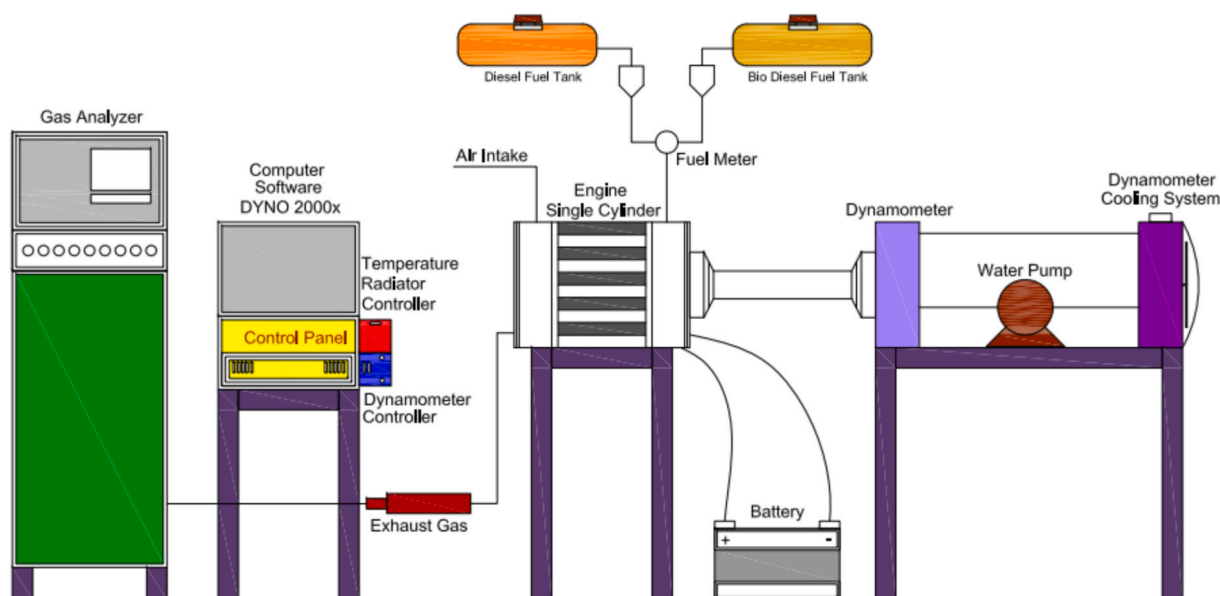 Diesel Fuel Tank
Bio Diesel Fuel Tank
Gas Analyzer
Air Intake
Fuel Meter
Computer
Software
DYNO 2000x
Engine
Single Cylinder
Dynamometer
Dynamometer
Cooling System
Temperature
Radiator
Controller
Water Pump
Control Panel
Dynamometer
Controller
Exhaust Gas
Battery
+ -